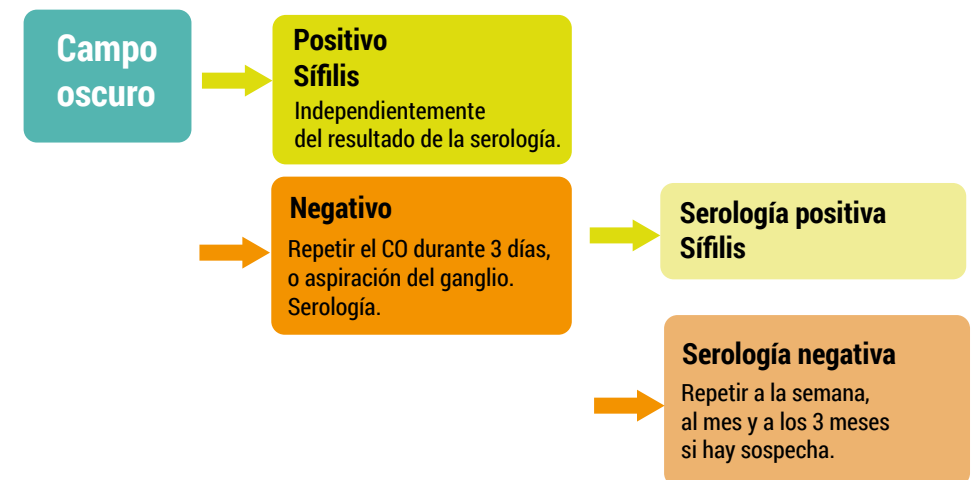 Campo
oscuro
Positivo
Sífilis
Independientemente
del resultado de la serología.
Negativo
Repetir el CO durante 3 días,
o aspiración del ganglio.
Serología.
Serología positiva
Sífilis
Serología negativa
Repetir a la semana,
al mes y a los 3 meses
si hay sospecha.